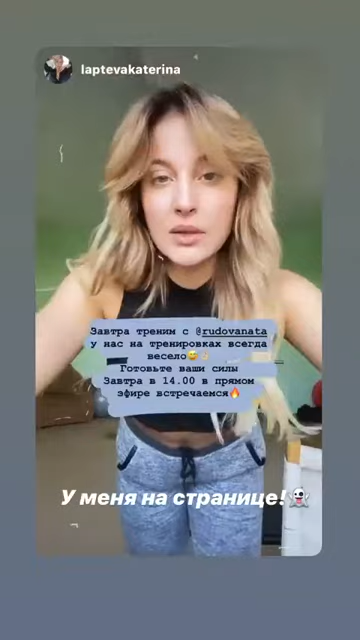 laptevakaterina
Завтра треним с @rudovanata
у нас на тренировках всегда
весело😅👌🏻
Готовьте ваши силы
Завтра в 14.00 в прямом
эфире встречаемся🔥
У меня на странице!👻